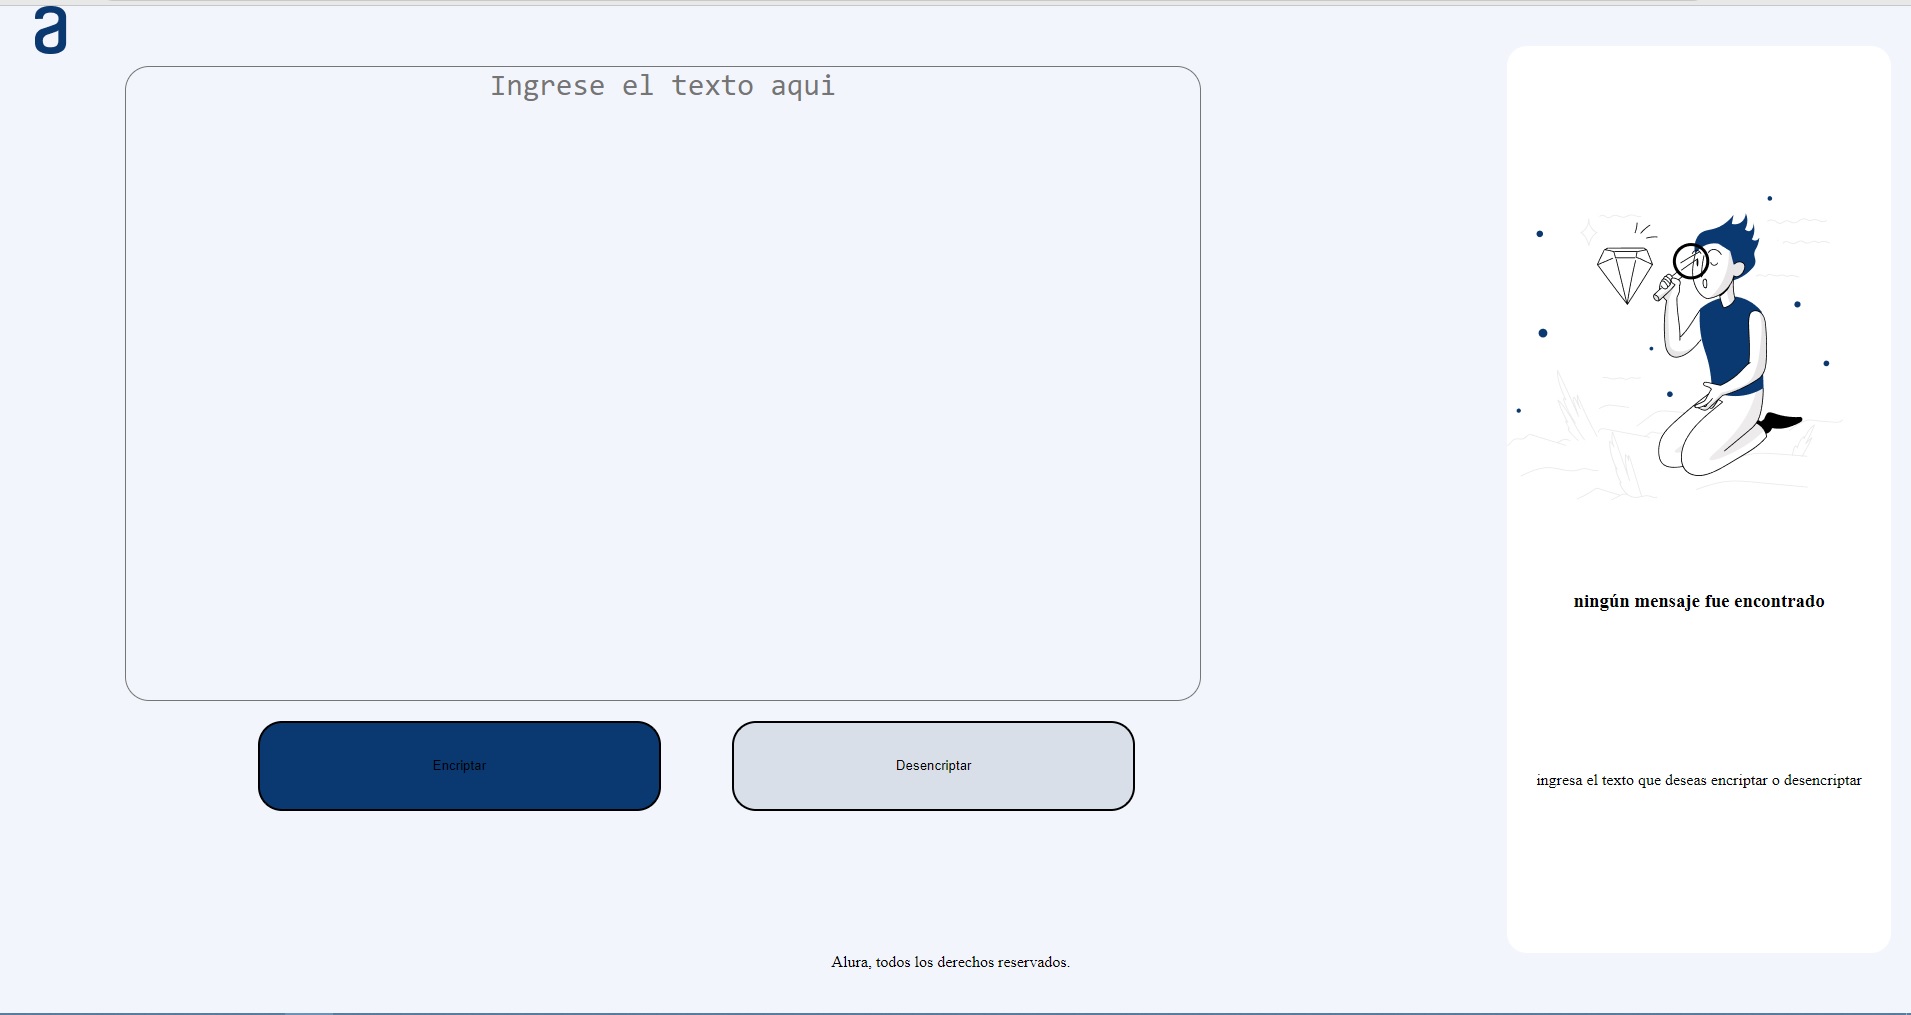 a
Ingrese el texto aqui
Encriptar
Desencriptar
ningún mensaje fue encontrado
ingresa el texto que deseas encriptar o desencriptar
Alura, todos los derechos reservados.